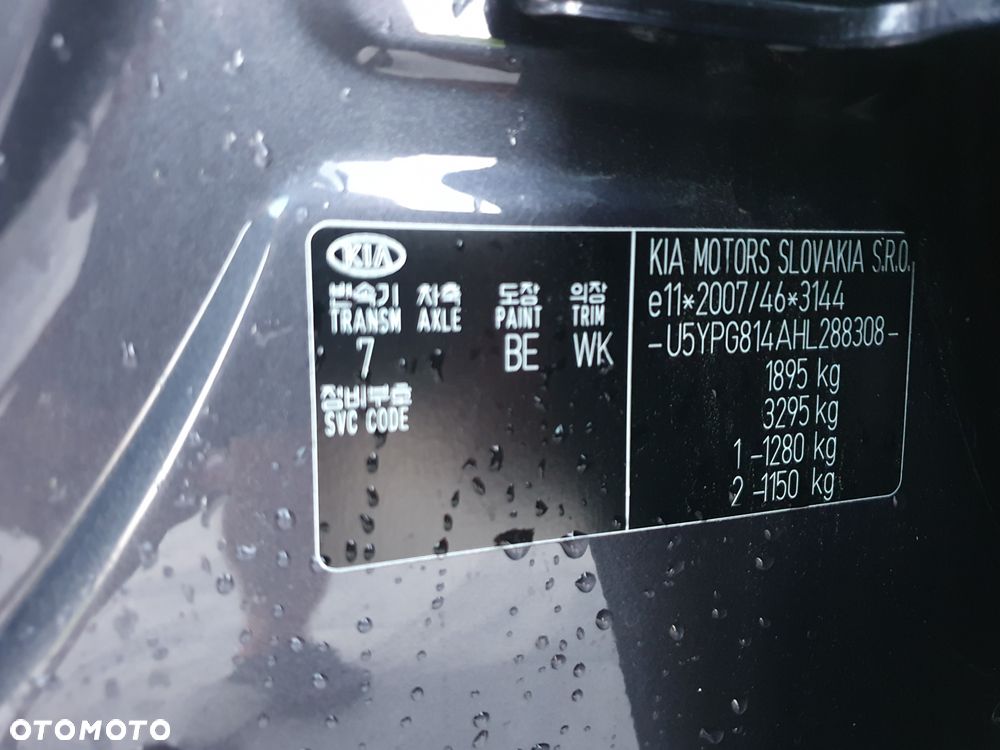 KIA
변속기 차축 도장 의장
TRANSM AXLE PAINT TRIM
7 BE WK
정비부호
SVC CODE
KIA MOTORS SLOVAKIA S.R.O.
e11*2007/46*3144
-U5YPG814AHL288308-
1895 kg
3295 kg
1-1280 kg
2-1150 kg
OTOMOTO